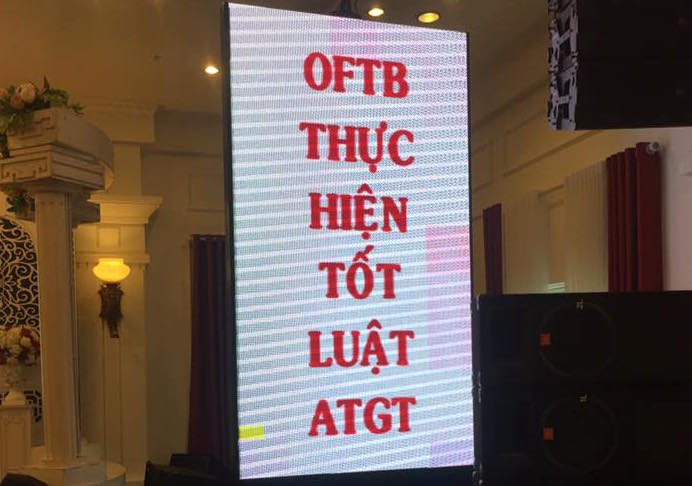 OFTB
THỰC
HIỆN
TỐT
LUẬT
ATGT